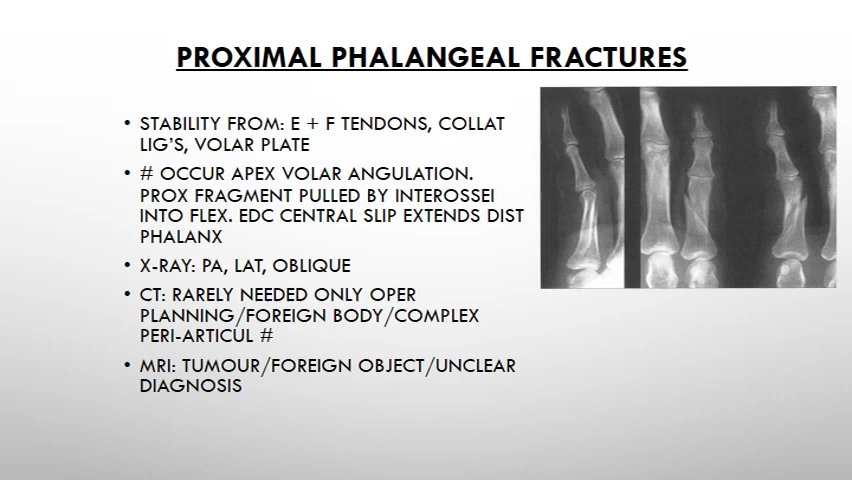 PROXIMAL PHALANGEAL FRACTURES
• STABILITY FROM: E + F TENDONS, COLLAT
LIG'S, VOLAR PLATE
• # OCCUR APEX VOLAR ANGULATION.
PROX FRAGMENT PULLED BY INTEROSSEI
INTO FLEX. EDC CENTRAL SLIP EXTENDS DIST
PHALANX
• X-RAY: PA, LAT, OBLIQUE
• CT: RARELY NEEDED ONLY OPER
PLANNING/FOREIGN BODY/COMPLEX
PERI-ARTICUL #
• MRI: TUMOUR/FOREIGN OBJECT/UNCLEAR
DIAGNOSIS